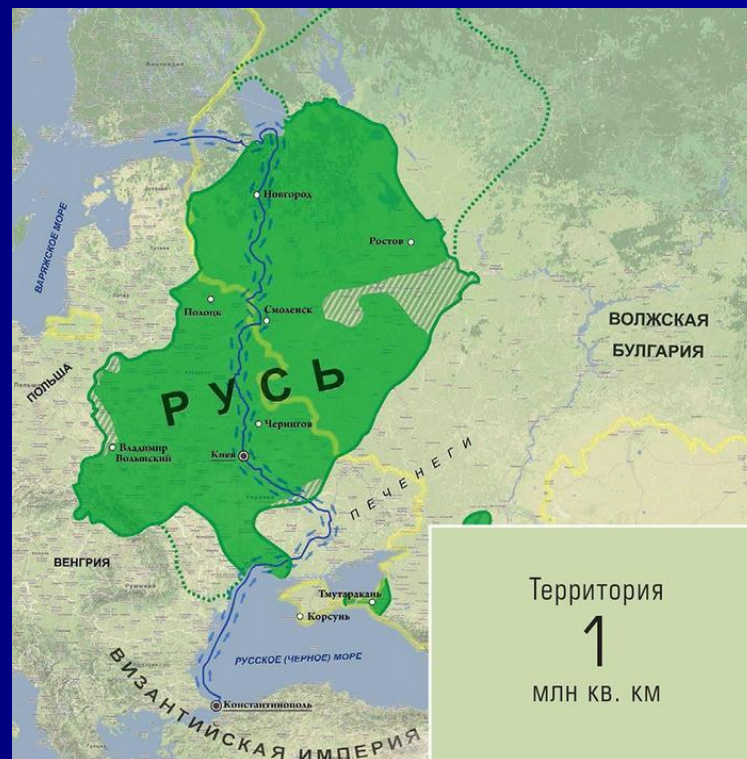 ВАРЯЖСКОЕ МОРЕ
Новгород
Ростов
Полоцк
Смоленск
ВОЛЖСКАЯ
БУЛГАРИЯ
ПОЛЬША
РУСЬ
Чернигов
Владимир
Волынский
Киев
ПЕЧЕНЕГИ
ВЕНГРИЯ
Тмутаракань
Корсунь
РУССКОЕ (ЧЕРНОЕ) МОРЕ
Константинополь
ВИЗАНТИЙСКАЯ ИМПЕРИЯ
Территория
1
млн кв. км